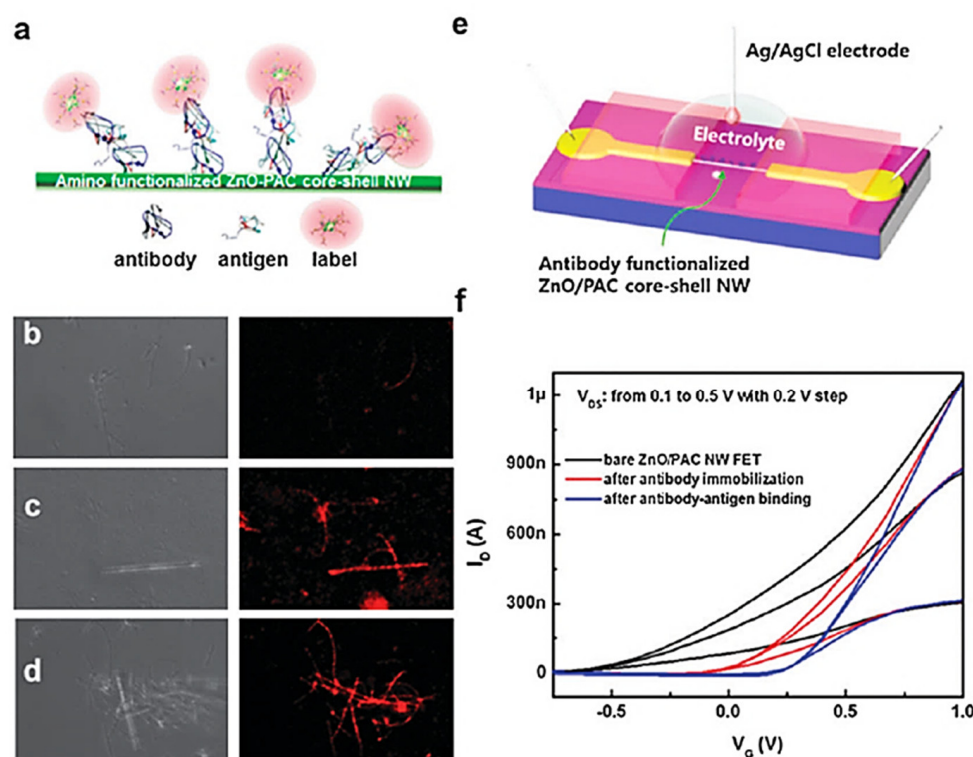 a
Amino functionalized ZnO-PAC core-shell NW
antibody antigen label
b
c
d
e
Ag/AgCl electrode
Electrolyte
Antibody functionalized
ZnO/PAC core-shell NW
f
V_DS: from 0.1 to 0.5 V with 0.2 V step
bare ZnO/PAC NW FET
after antibody immobilization
after antibody-antigen binding
I_D (A)
1μ
900n
600n
300n
0
-0.5 0.0 0.5 1.0
V_G (V)